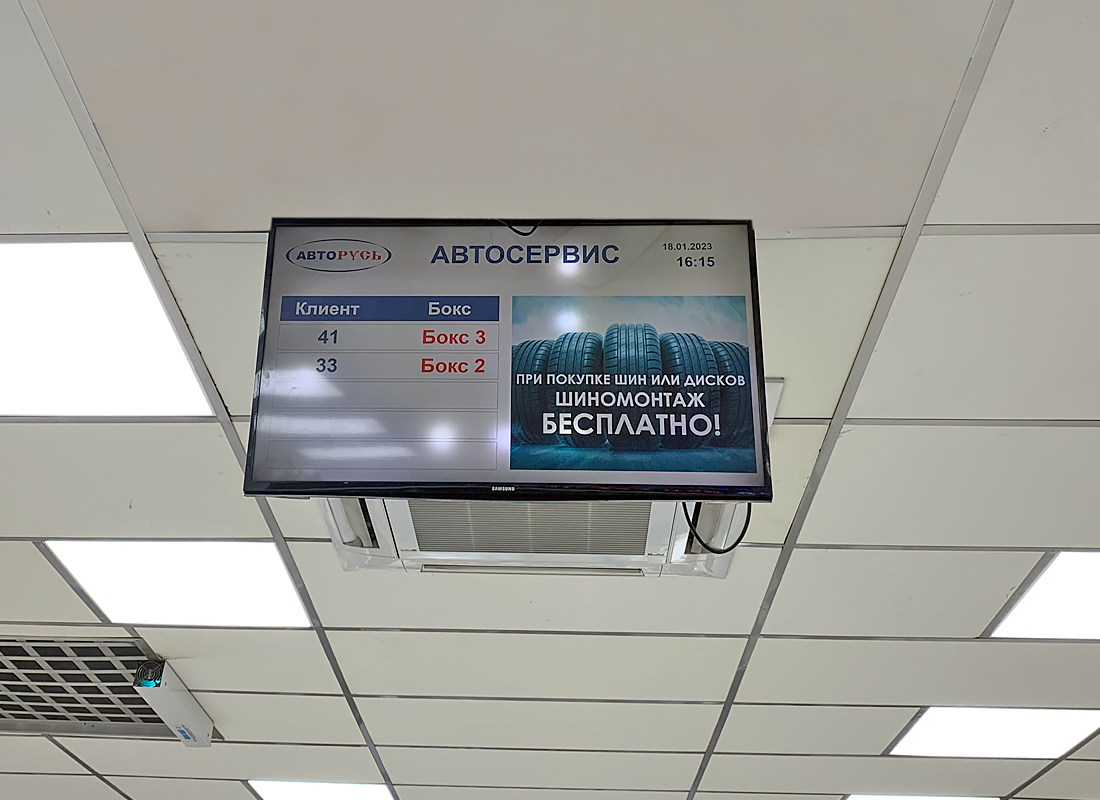 АВТОРУСЬ
АВТОСЕРВИС
18.01.2023
16:15
Клиент Бокс
41 Бокс 3
33 Бокс 2
ПРИ ПОКУПКЕ ШИН ИЛИ ДИСКОВ
ШИНОМОНТАЖ
БЕСПЛАТНО!
SAMSUNG